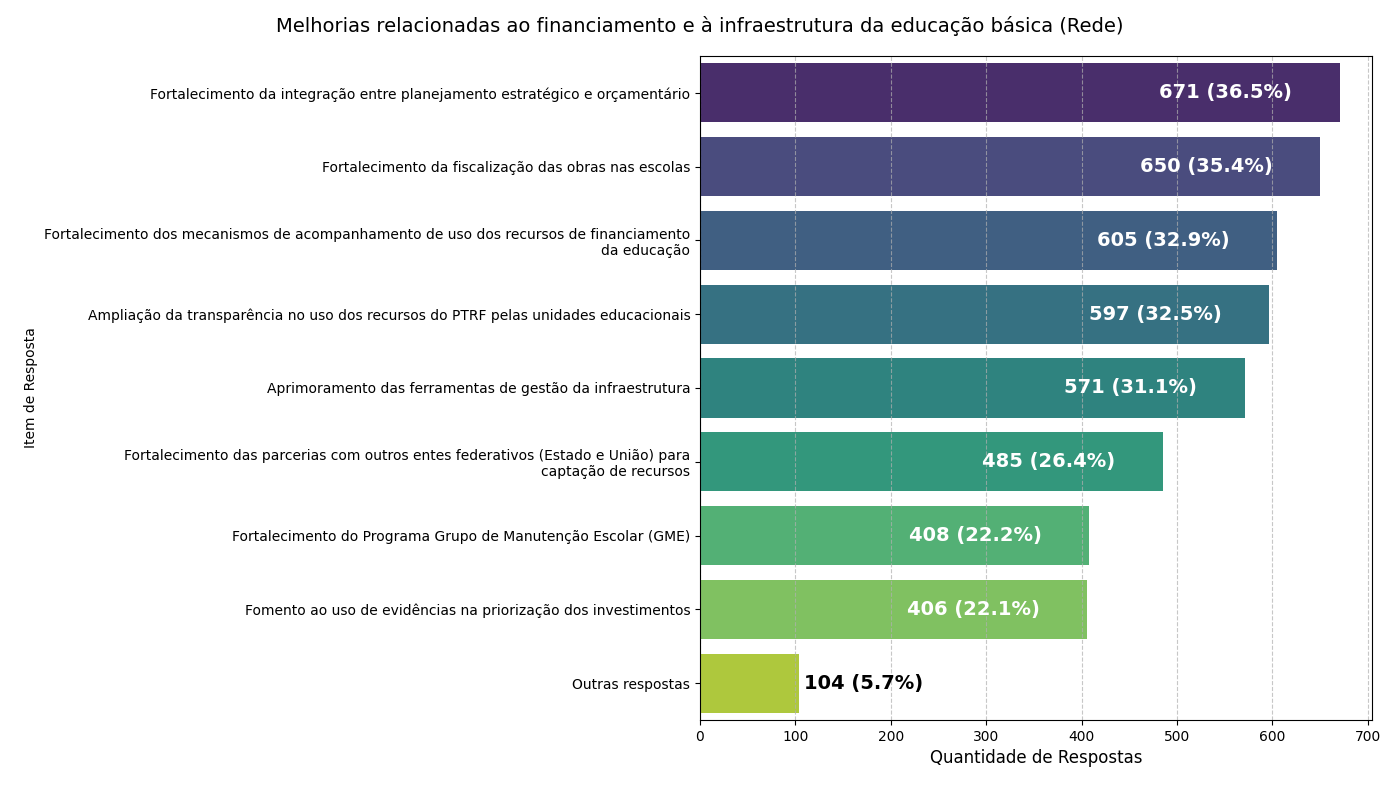 Melhorias relacionadas ao financiamento e à infraestrutura da educação básica (Rede)
Item de Resposta
Fortalecimento da integração entre planejamento estratégico e orçamentário
671 (36.5%)
Fortalecimento da fiscalização das obras nas escolas
650 (35.4%)
Fortalecimento dos mecanismos de acompanhamento de uso dos recursos de financiamento
da educação
605 (32.9%)
Ampliação da transparência no uso dos recursos do PTRF pelas unidades educacionais
597 (32.5%)
Aprimoramento das ferramentas de gestão da infraestrutura
571 (31.1%)
Fortalecimento das parcerias com outros entes federativos (Estado e União) para
captação de recursos
485 (26.4%)
Fortalecimento do Programa Grupo de Manutenção Escolar (GME)
408 (22.2%)
Fomento ao uso de evidências na priorização dos investimentos
406 (22.1%)
Outras respostas
104 (5.7%)
0 100 200 300 400 500 600 700
Quantidade de Respostas